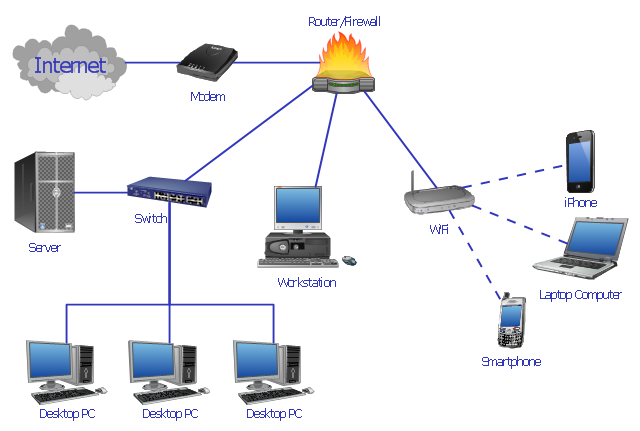 Router/Firewall
Internet
Modem
iPhone
Switch
WiFi
Server
Workstation
Laptop Computer
Smartphone
Desktop PC
Desktop PC
Desktop PC